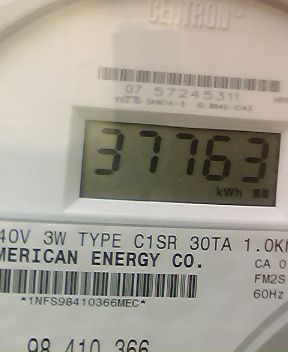 CENTRON
07 57245311
37763
kWh
40V 3W TYPE C1SR 30TA 1.0K
MERICAN ENERGY CO.
CA 0
FM2S
60Hz
*1NFS98410366MEC*
98 410 366